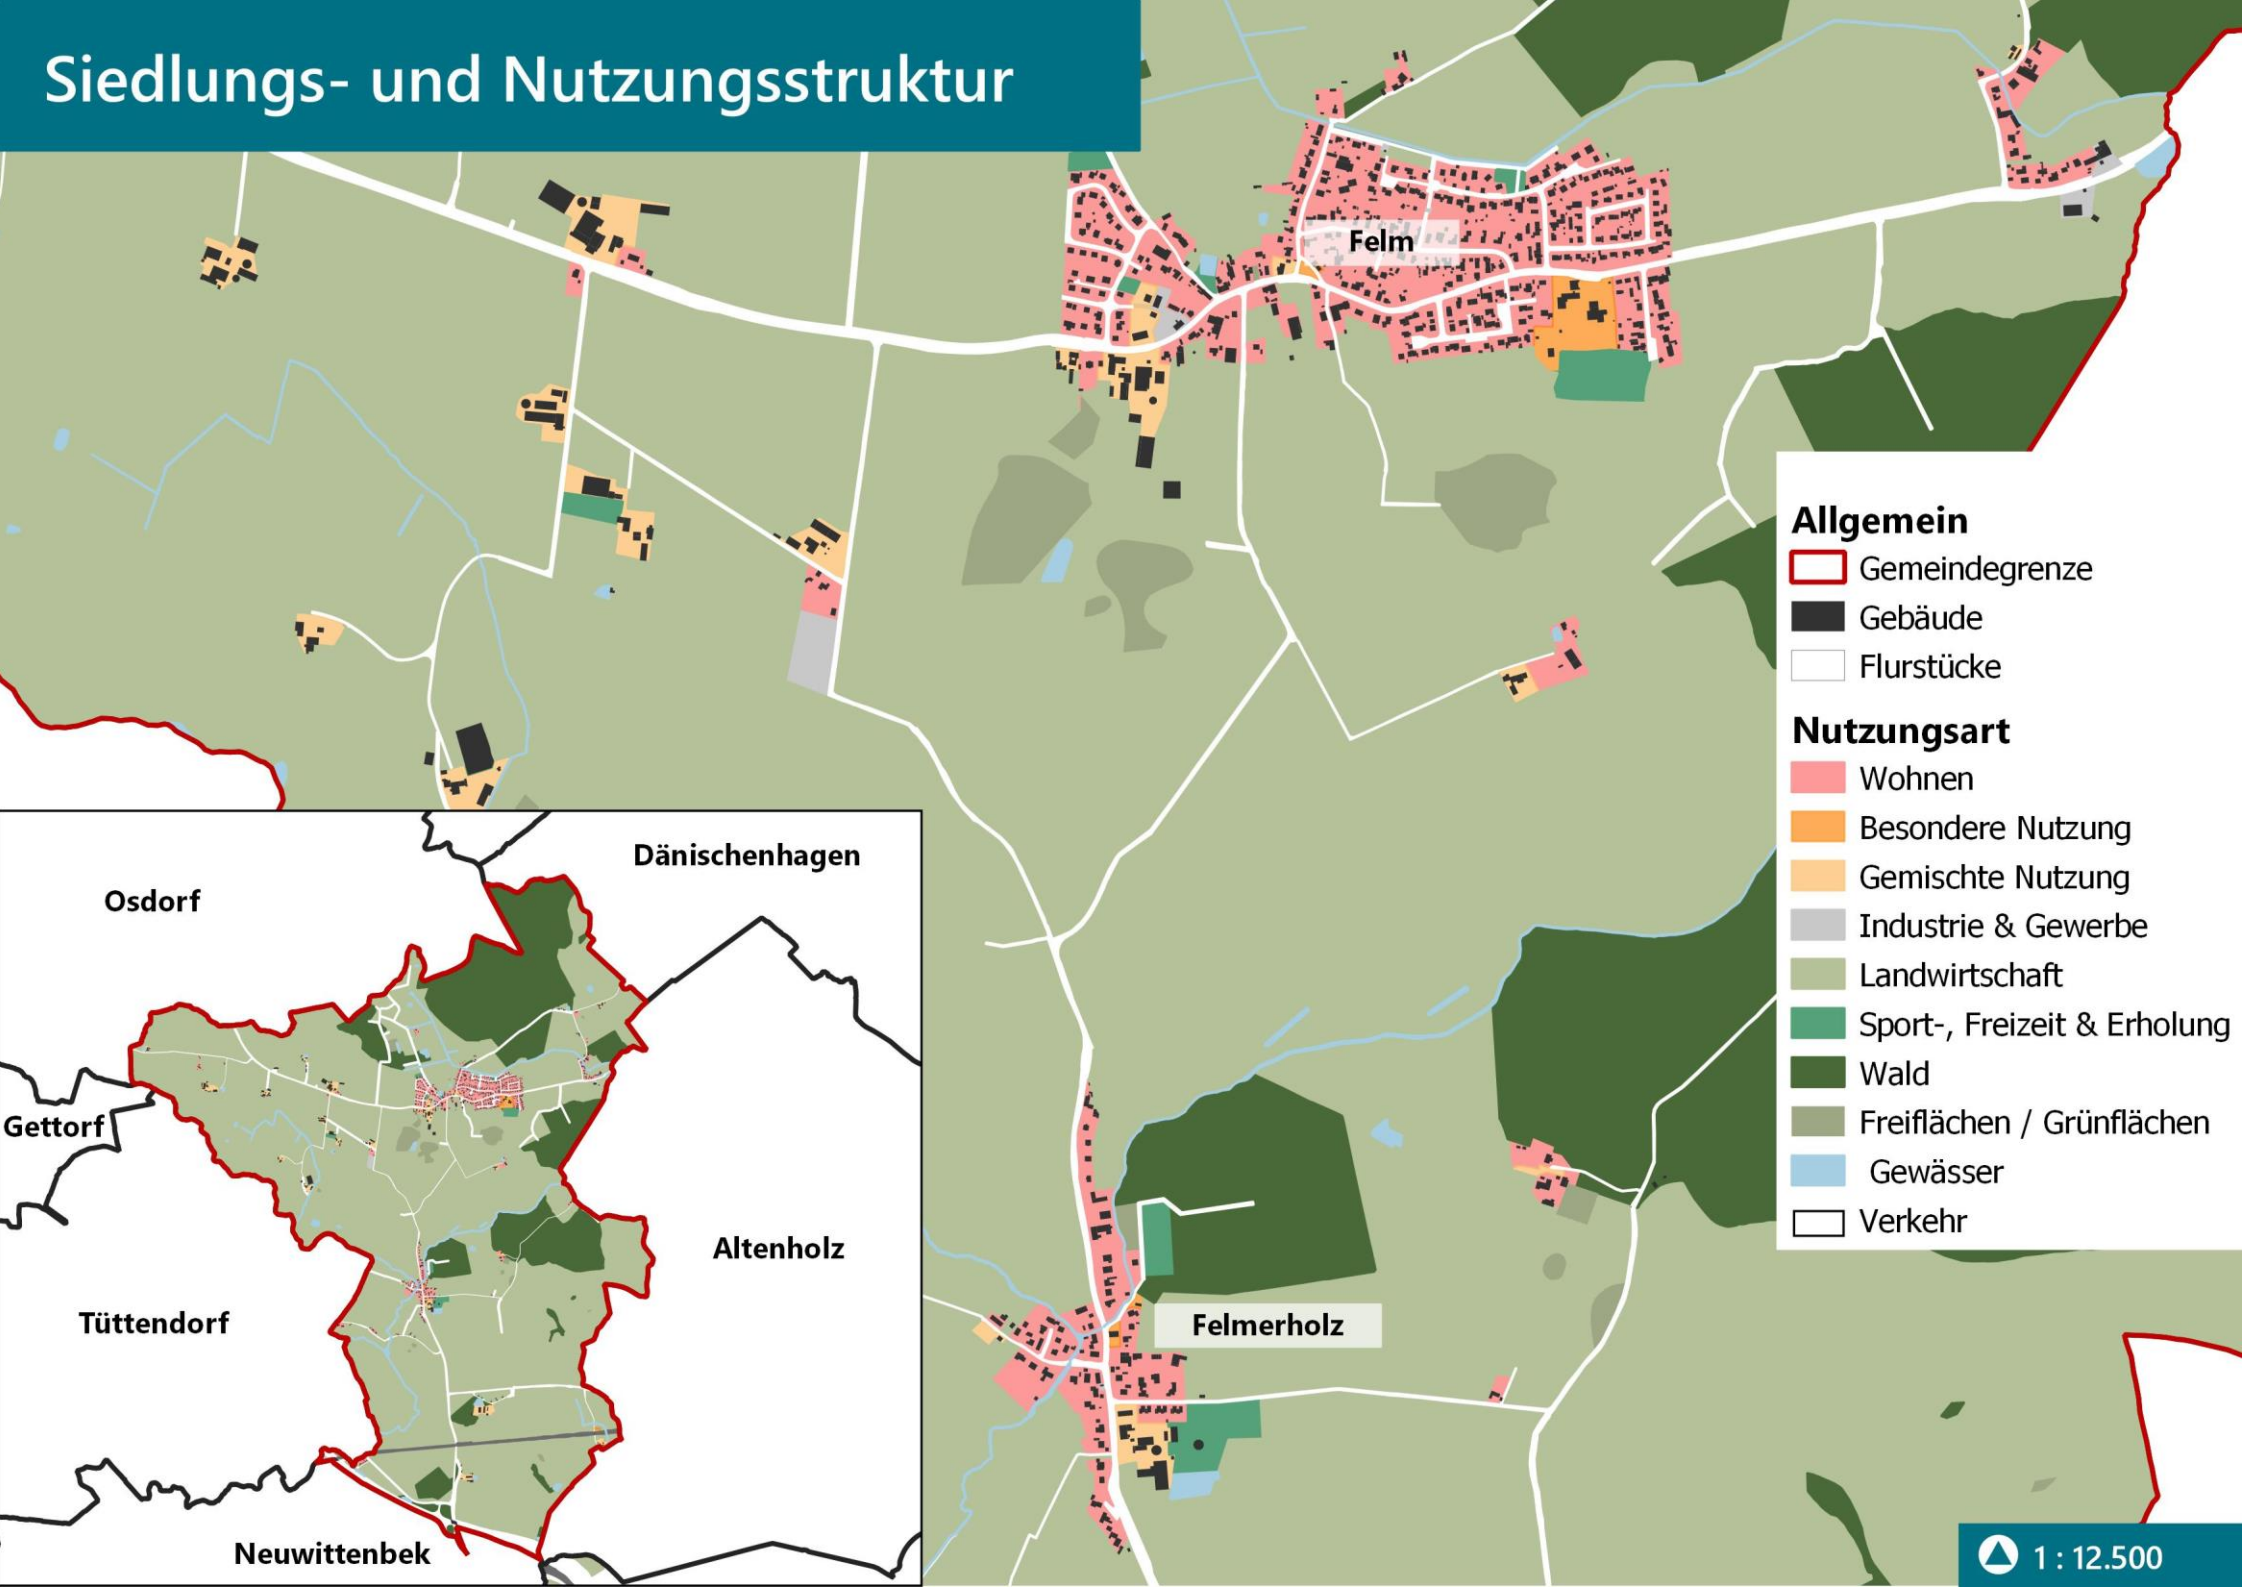 Siedlungs- und Nutzungsstruktur
Felm
Allgemein
Gemeindegrenze
Gebäude
Flurstücke
Nutzungsart
Wohnen
Besondere Nutzung
Gemischte Nutzung
Industrie & Gewerbe
Landwirtschaft
Sport-, Freizeit & Erholung
Wald
Freiflächen / Grünflächen
Gewässer
Verkehr
Dänischenhagen
Osdorf
Gettorf
Altenholz
Tüttendorf
Neuwittenbek
Felmerholz
1 : 12.500